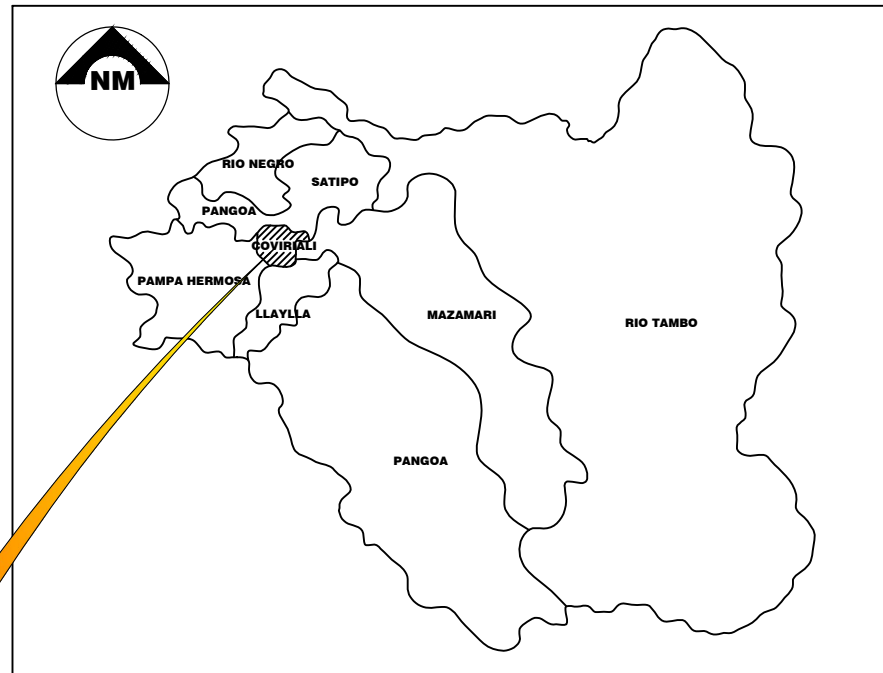 NM
RIO NEGRO
SATIPO
PANGOA
COVIRIALI
PAMPA HERMOSA
LLAYLLA
MAZAMARI
RIO TAMBO
PANGOA